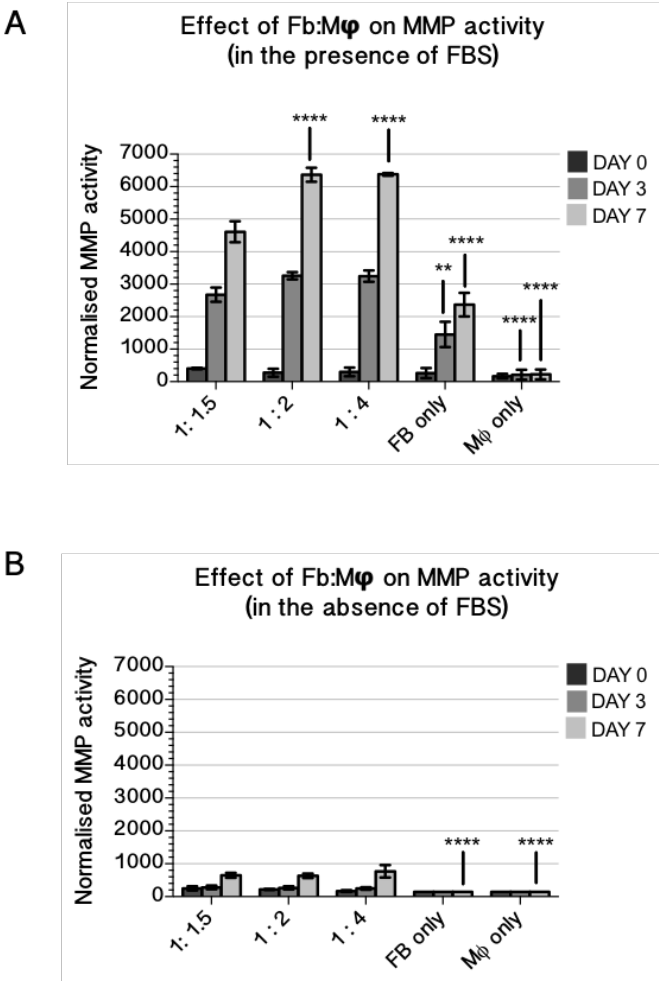 A
Effect of Fb:Mφ on MMP activity
(in the presence of FBS)
Normalised MMP activity
7000
6000
5000
4000
3000
2000
1000
0
****
****
**
****
****
****
DAY 0
DAY 3
DAY 7
1: 1.5
1 : 2
1 : 4
FB only
Mϕ only
B
Effect of Fb:Mφ on MMP activity
(in the absence of FBS)
Normalised MMP activity
7000
6000
5000
4000
3000
2000
1000
0
****
****
DAY 0
DAY 3
DAY 7
1: 1.5
1 : 2
1 : 4
FB only
Mϕ only